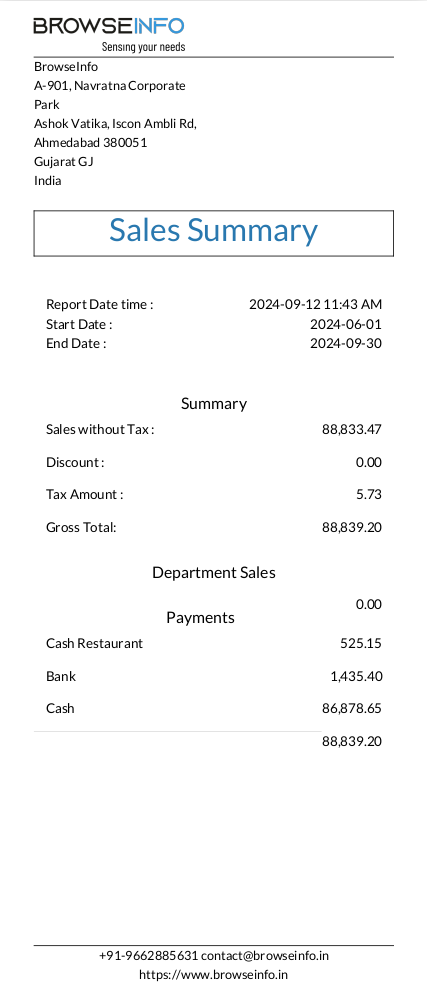 BROWSEINFO
Sensing your needs
BrowseInfo
A-901, Navratna Corporate
Park
Ashok Vatika, Iscon Ambli Rd,
Ahmedabad 380051
Gujarat GJ
India
Sales Summary
Report Date time : 2024-09-12 11:43 AM
Start Date : 2024-06-01
End Date : 2024-09-30
Summary
Sales without Tax : 88,833.47
Discount : 0.00
Tax Amount : 5.73
Gross Total: 88,839.20
Department Sales
0.00
Payments
Cash Restaurant 525.15
Bank 1,435.40
Cash 86,878.65
88,839.20
+91-9662885631 contact@browseinfo.in
https://www.browseinfo.in